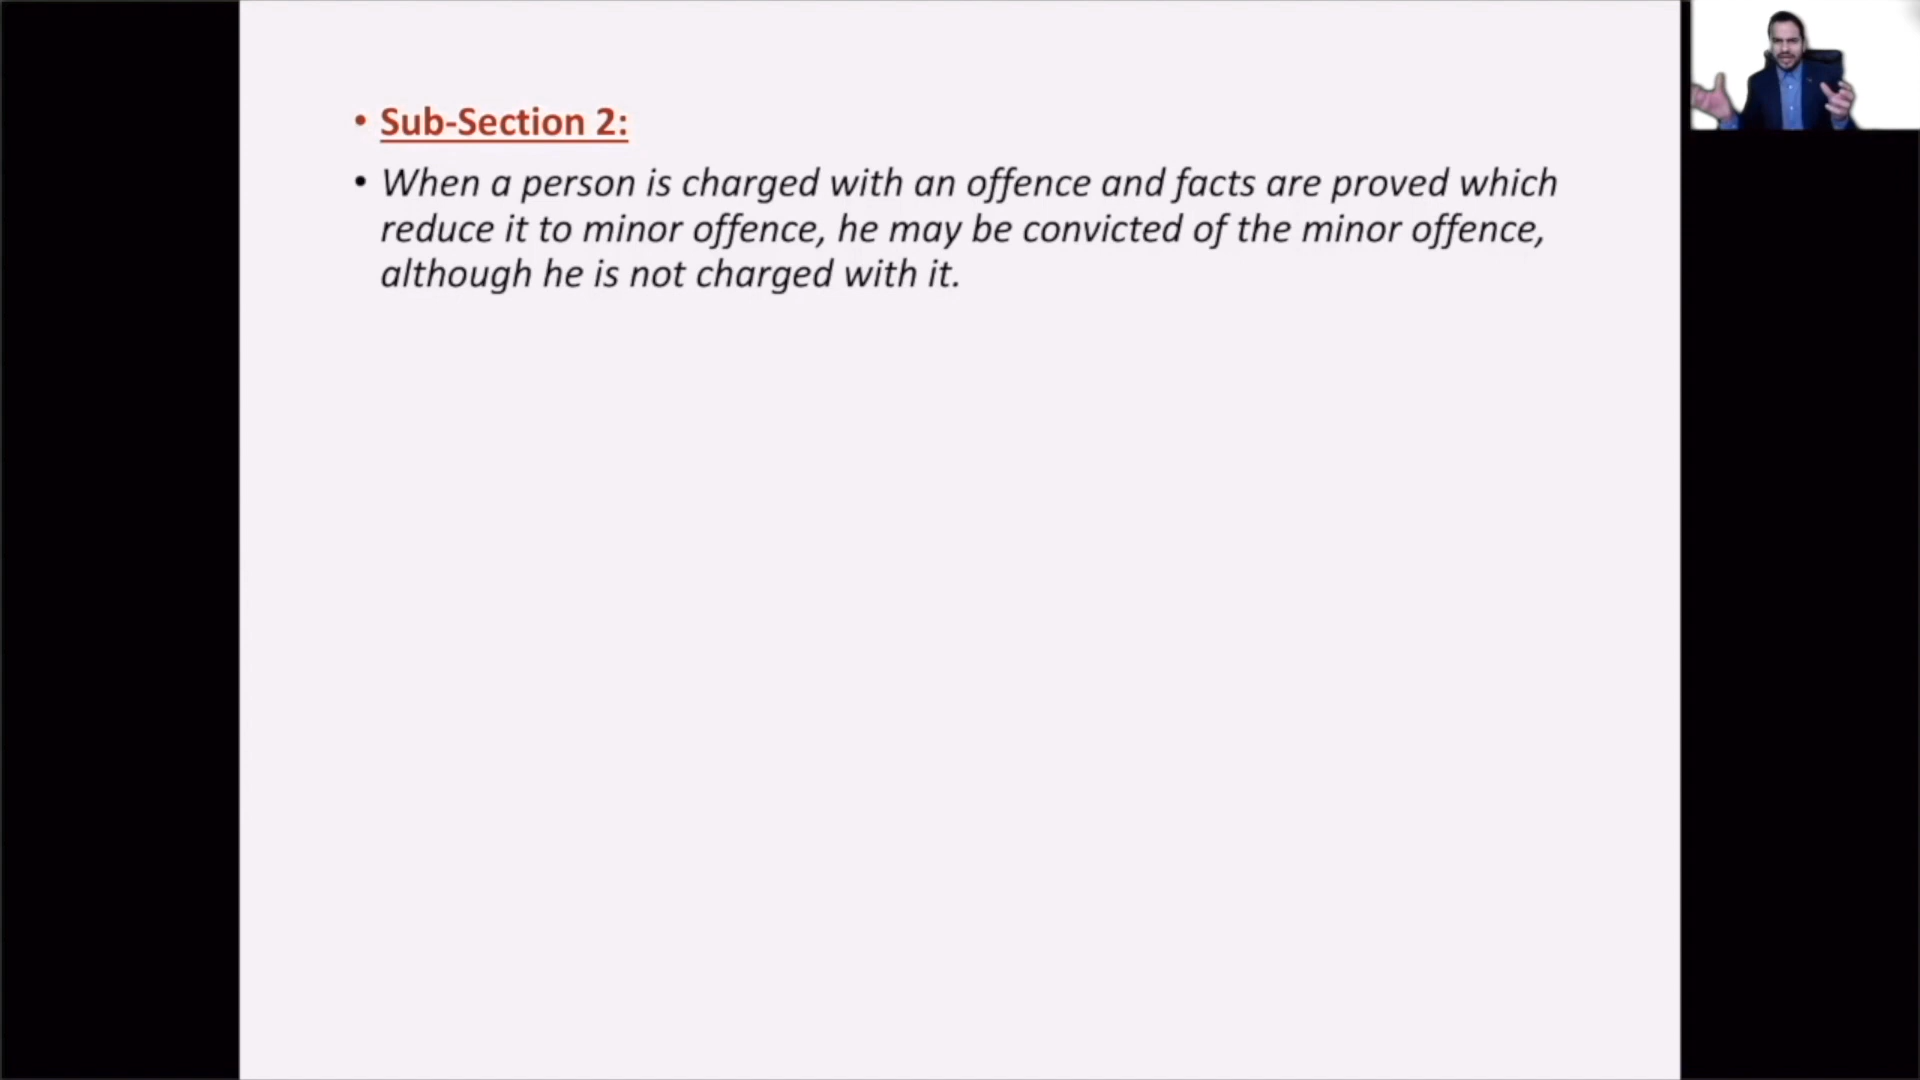 • Sub-Section 2:
• When a person is charged with an offence and facts are proved which
reduce it to minor offence, he may be convicted of the minor offence,
although he is not charged with it.